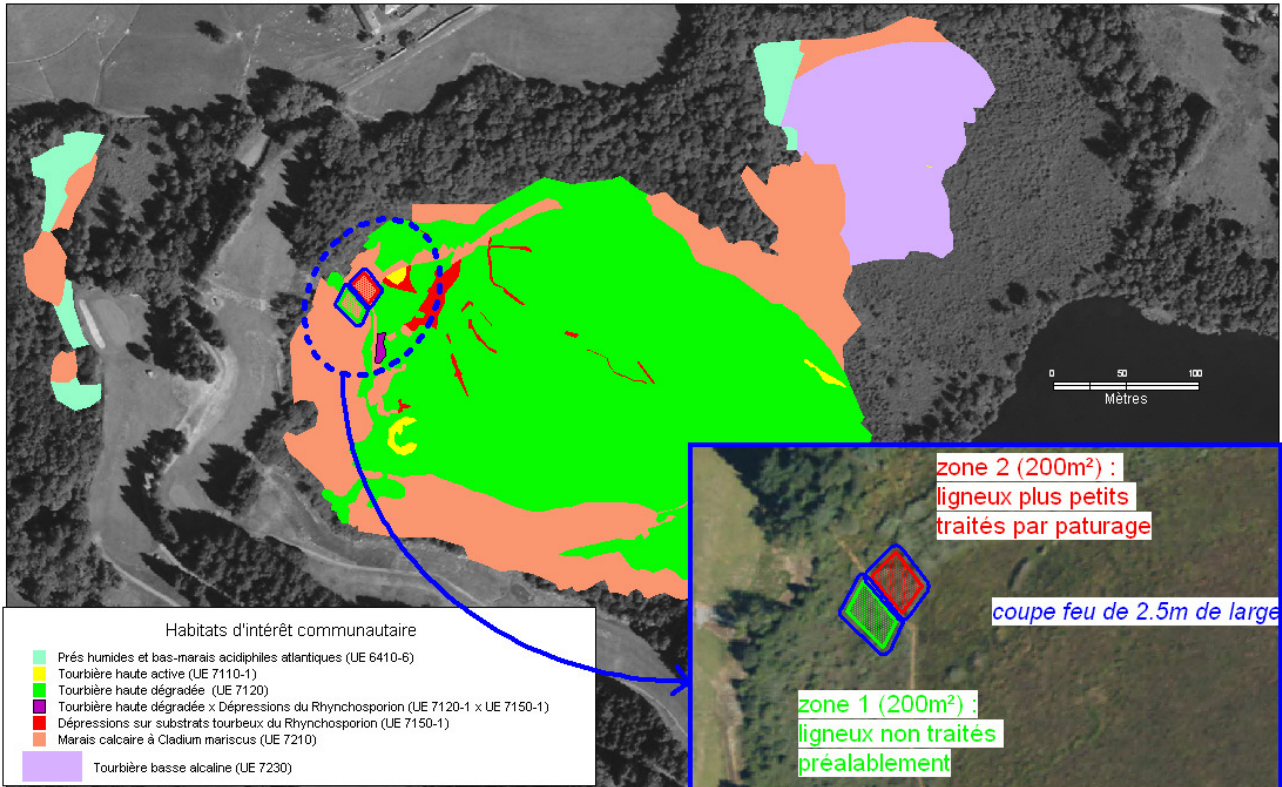 0 50 100
Mètres
zone 2 (200m²) :
ligneux plus petits
traités par paturage
coupe feu de 2.5m de large
zone 1 (200m²) :
ligneux non traités
préalablement
Habitats d'intérêt communautaire
Prés humides et bas-marais acidiphiles atlantiques (UE 6410-6)
Tourbière haute active (UE 7110-1)
Tourbière haute dégradée (UE 7120)
Tourbière haute dégradée x Dépressions du Rhynchosporion (UE 7120-1 x UE 7150-1)
Dépressions sur substrats tourbeux du Rhynchosporion (UE 7150-1)
Marais calcaire à Cladium mariscus (UE 7210)
Tourbière basse alcaline (UE 7230)